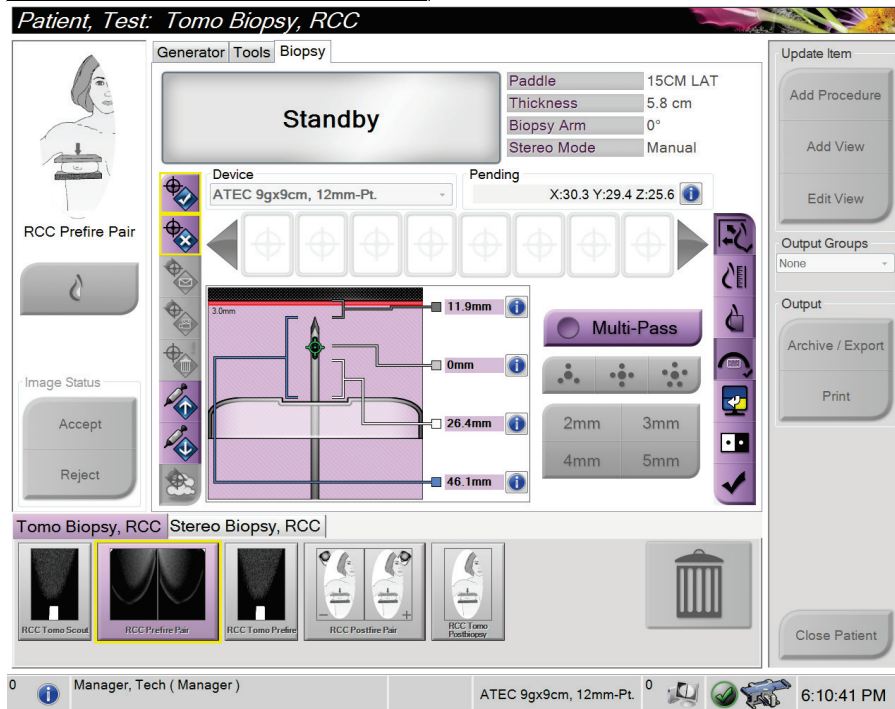 Patient, Test: Tomo Biopsy, RCC
Generator Tools Biopsy
Standby
Paddle 15CM LAT
Thickness 5.8 cm
Biopsy Arm 0°
Stereo Mode Manual
Device
ATEC 9gx9cm, 12mm-Pt.
Pending
X:30.3 Y:29.4 Z:25.6
RCC Prefire Pair
Image Status
Accept
Reject
3.0mm
11.9mm
0mm
26.4mm
46.1mm
Multi-Pass
2mm 3mm
4mm 5mm
Update Item
Add Procedure
Add View
Edit View
Output Groups
None
Output
Archive / Export
Print
Close Patient
Tomo Biopsy, RCC Stereo Biopsy, RCC
RCC Tomo Scout
RCC Prefire Pair
RCC Tomo Prefire
RCC Postfire Pair
RCC Tomo
Postbiopsy
0 Manager, Tech ( Manager ) ATEC 9gx9cm, 12mm-Pt. 0 6:10:41 PM